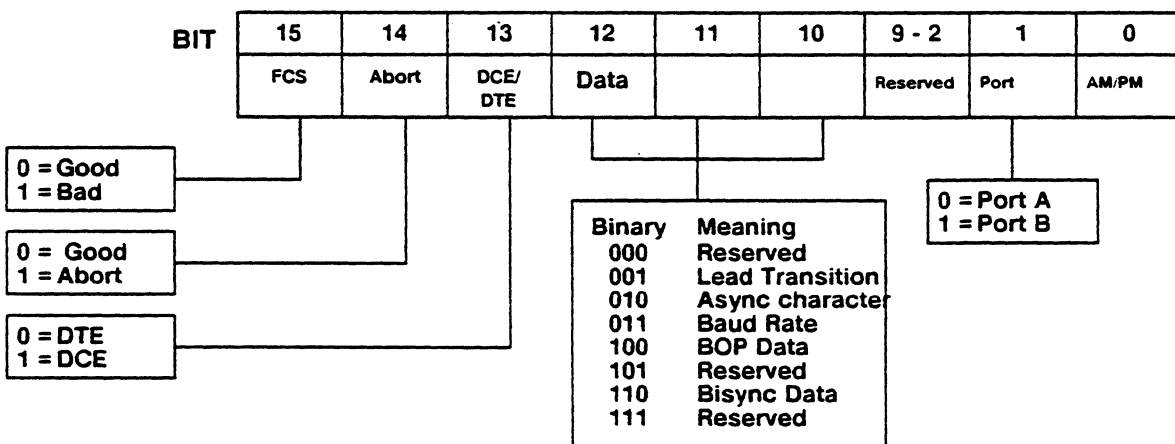 BIT 15 14 13 12 11 10 9 - 2 1 0
FCS Abort DCE/ DTE Data Reserved Port AM/PM
0 = Good
1 = Bad
0 = Good
1 = Abort
0 = DTE
1 = DCE
Binary Meaning
000 Reserved
001 Lead Transition
010 Async character
011 Baud Rate
100 BOP Data
101 Reserved
110 Bisync Data
111 Reserved
0 = Port A
1 = Port B